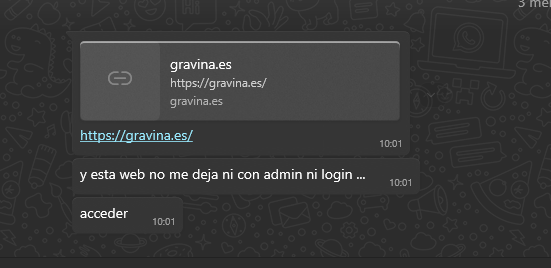 3 men
gravina.es
https://gravina.es/
gravina.es
https://gravina.es/
10:01
y esta web no me deja ni con admin ni login ...
10:01
acceder
10:01